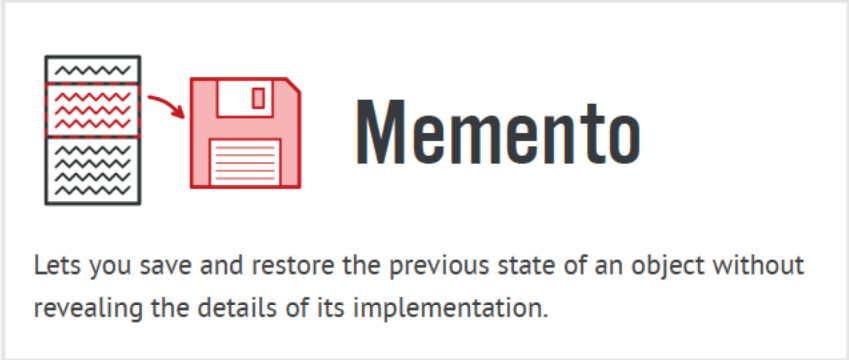 Memento
Lets you save and restore the previous state of an object without
revealing the details of its implementation.